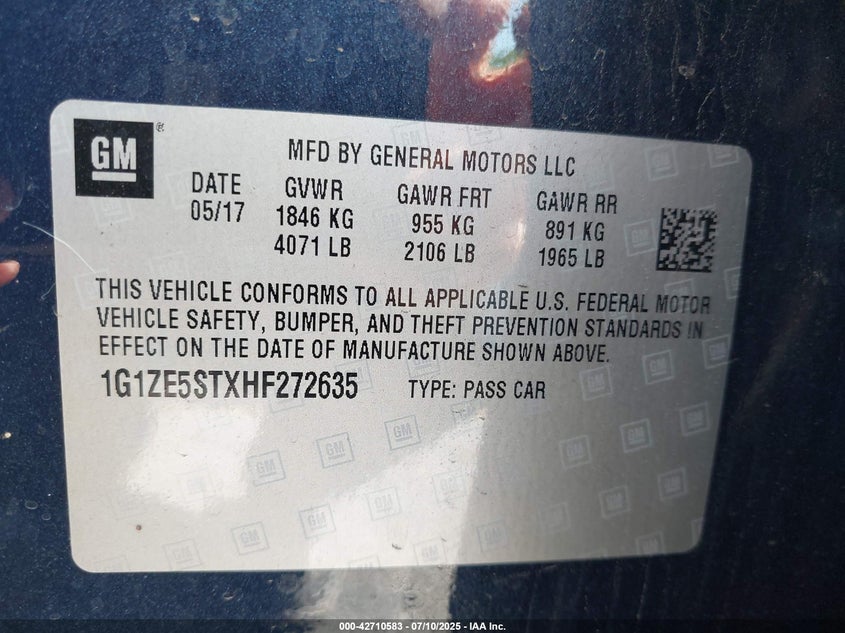 GM
MFD BY GENERAL MOTORS LLC
DATE GVWR GAWR FRT GAWR RR
05/17 1846 KG 955 KG 891 KG
4071 LB 2106 LB 1965 LB
THIS VEHICLE CONFORMS TO ALL APPLICABLE U.S. FEDERAL MOTOR
VEHICLE SAFETY, BUMPER, AND THEFT PREVENTION STANDARDS IN
EFFECT ON THE DATE OF MANUFACTURE SHOWN ABOVE.
1G1ZE5STXHF272635 TYPE: PASS CAR
000-42710583 — 07/10/2025 — IAA Inc.